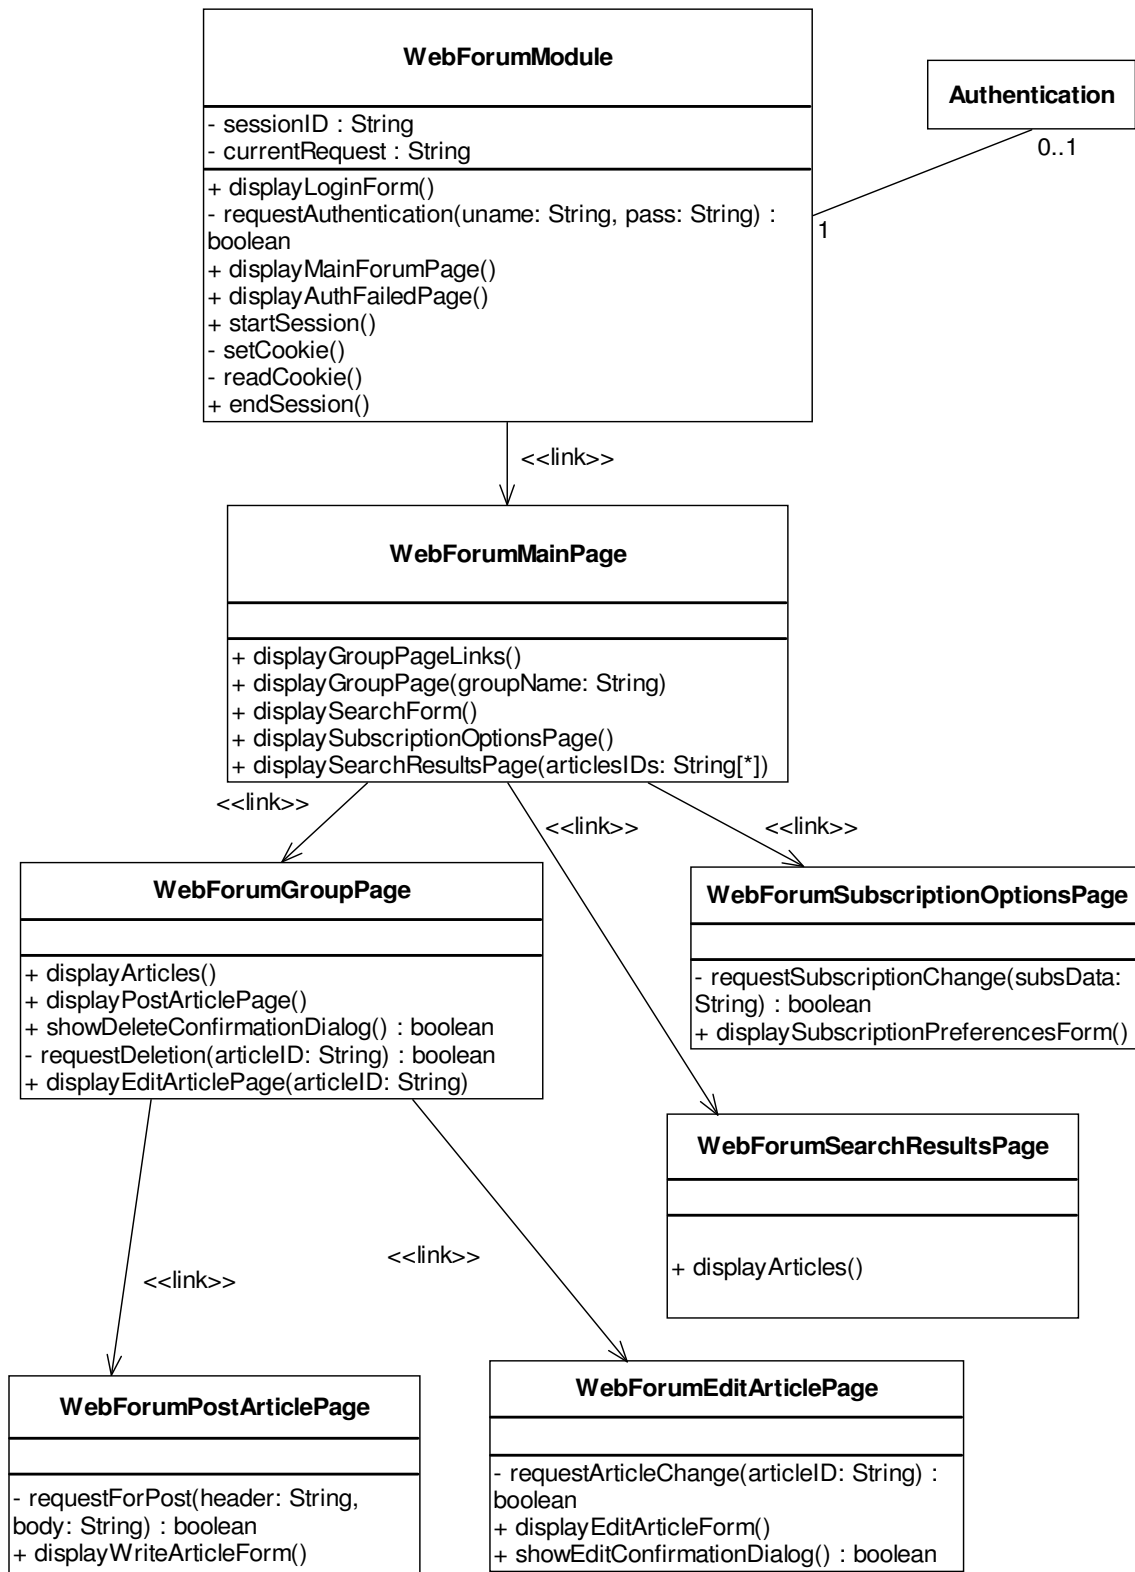 WebForumModule
- sessionID : String
- currentRequest : String
+ displayLoginForm()
- requestAuthentication(uname: String, pass: String) :
boolean
+ displayMainForumPage()
+ displayAuthFailedPage()
+ startSession()
- setCookie()
- readCookie()
+ endSession()
Authentication
0..1
1
<<link>>
WebForumMainPage
+ displayGroupPageLinks()
+ displayGroupPage(groupName: String)
+ displaySearchForm()
+ displaySubscriptionOptionsPage()
+ displaySearchResultsPage(articlesIDs: String[*])
<<link>>
<<link>>
<<link>>
WebForumGroupPage
+ displayArticles()
+ displayPostArticlePage()
+ showDeleteConfirmationDialog() : boolean
- requestDeletion(articleID: String) : boolean
+ displayEditArticlePage(articleID: String)
WebForumSubscriptionOptionsPage
- requestSubscriptionChange(subsData:
String) : boolean
+ displaySubscriptionPreferencesForm()
WebForumSearchResultsPage
+ displayArticles()
<<link>>
<<link>>
WebForumPostArticlePage
- requestForPost(header: String,
body: String) : boolean
+ displayWriteArticleForm()
WebForumEditArticlePage
- requestArticleChange(articleID: String) :
boolean
+ displayEditArticleForm()
+ showEditConfirmationDialog() : boolean